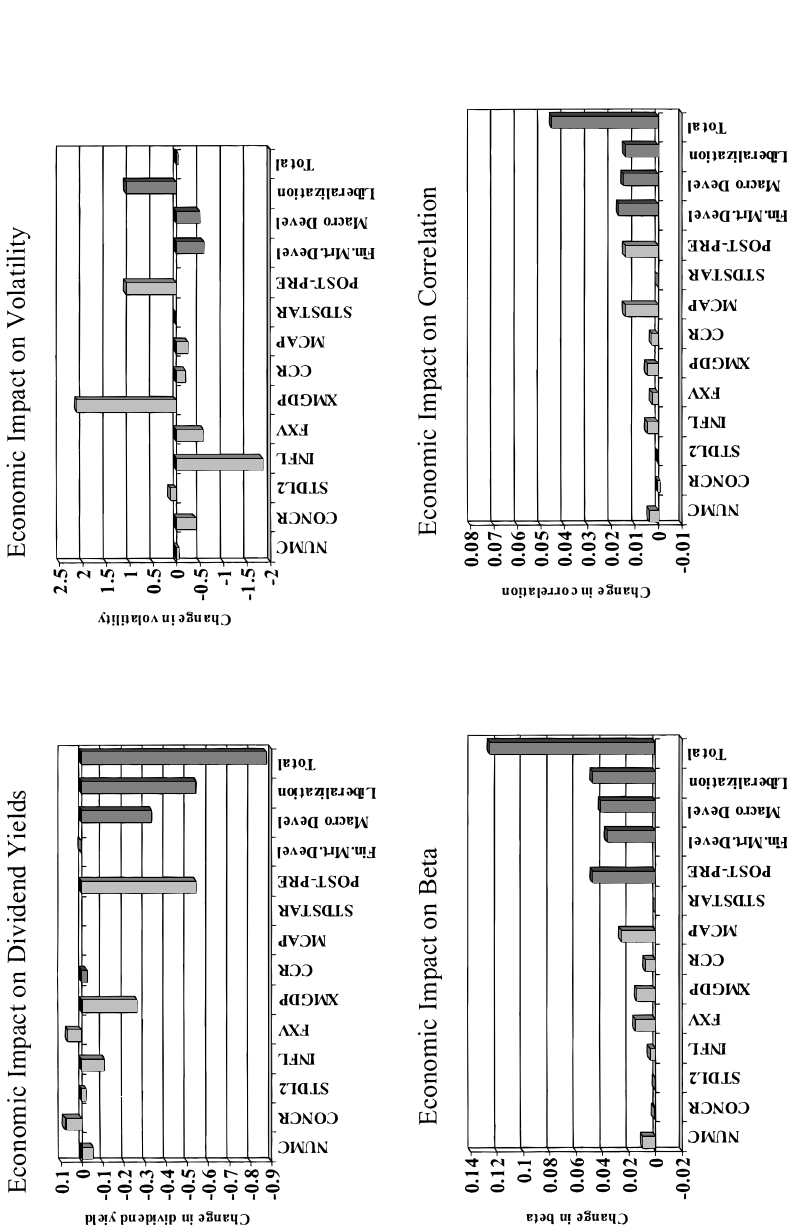 Economic Impact on Dividend Yields
Change in dividend yield
0.1
0
-0.1
-0.2
-0.3
-0.4
-0.5
-0.6
-0.7
-0.8
-0.9
NUMC
CONCR
STDL2
INFL
FXV
XMGDP
CCR
MCAP
STDSTAR
POST-PRE
Fin.Mrt.Devel
Macro Devel
Liberalization
Total
Economic Impact on Volatility
Change in volatility
2.5
2
1.5
1
0.5
0
-0.5
-1
-1.5
-2
NUMC
CONCR
STDL2
INFL
FXV
XMGDP
CCR
MCAP
STDSTAR
POST-PRE
Fin.Mrt.Devel
Macro Devel
Liberalization
Total
Economic Impact on Beta
Change in beta
0.14
0.12
0.1
0.08
0.06
0.04
0.02
0
-0.02
NUMC
CONCR
STDL2
INFL
FXV
XMGDP
CCR
MCAP
STDSTAR
POST-PRE
Fin.Mrt.Devel
Macro Devel
Liberalization
Total
Economic Impact on Correlation
Change in correlation
0.08
0.07
0.06
0.05
0.04
0.03
0.02
0.01
0
-0.01
NUMC
CONCR
STDL2
INFL
FXV
XMGDP
CCR
MCAP
STDSTAR
POST-PRE
Fin.Mrt.Devel
Macro Devel
Liberalization
Total